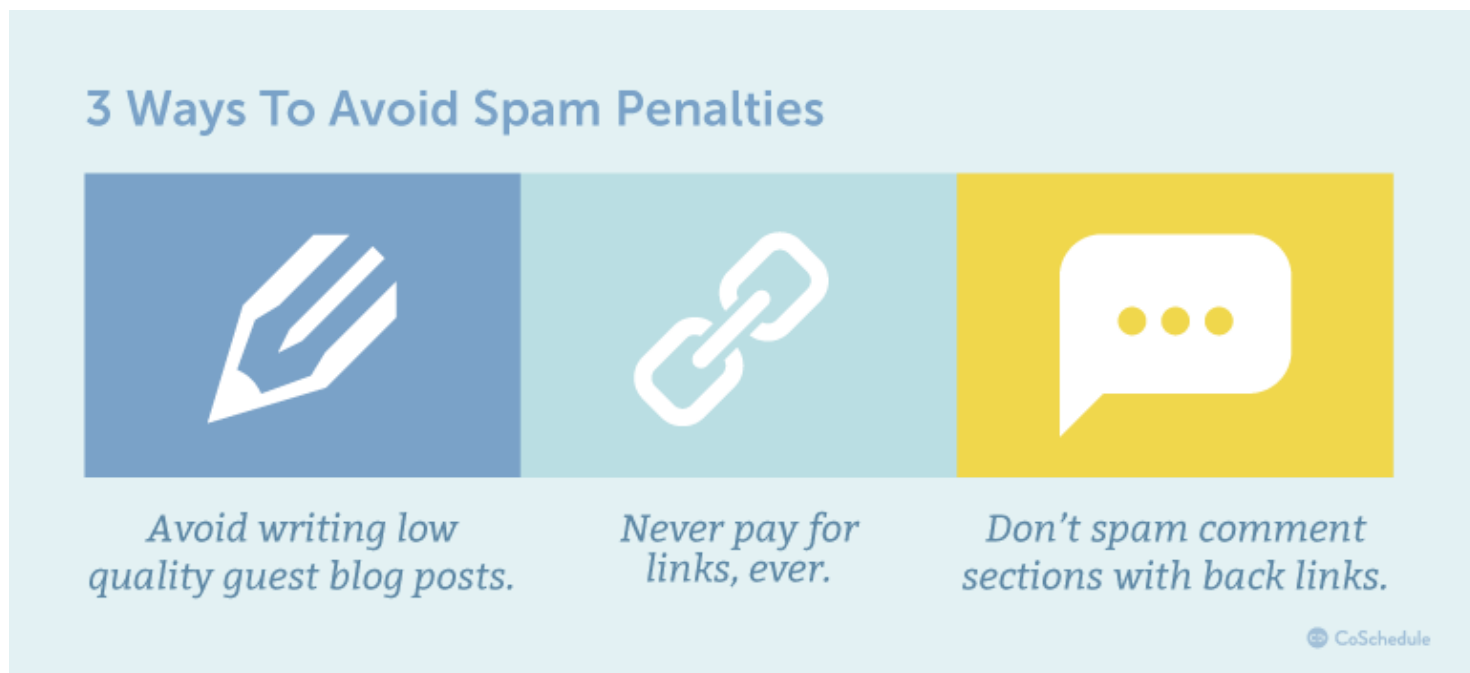 3 Ways To Avoid Spam Penalties
Avoid writing low
quality guest blog posts.
Never pay for
links, ever.
Don’t spam comment
sections with back links.
CoSchedule